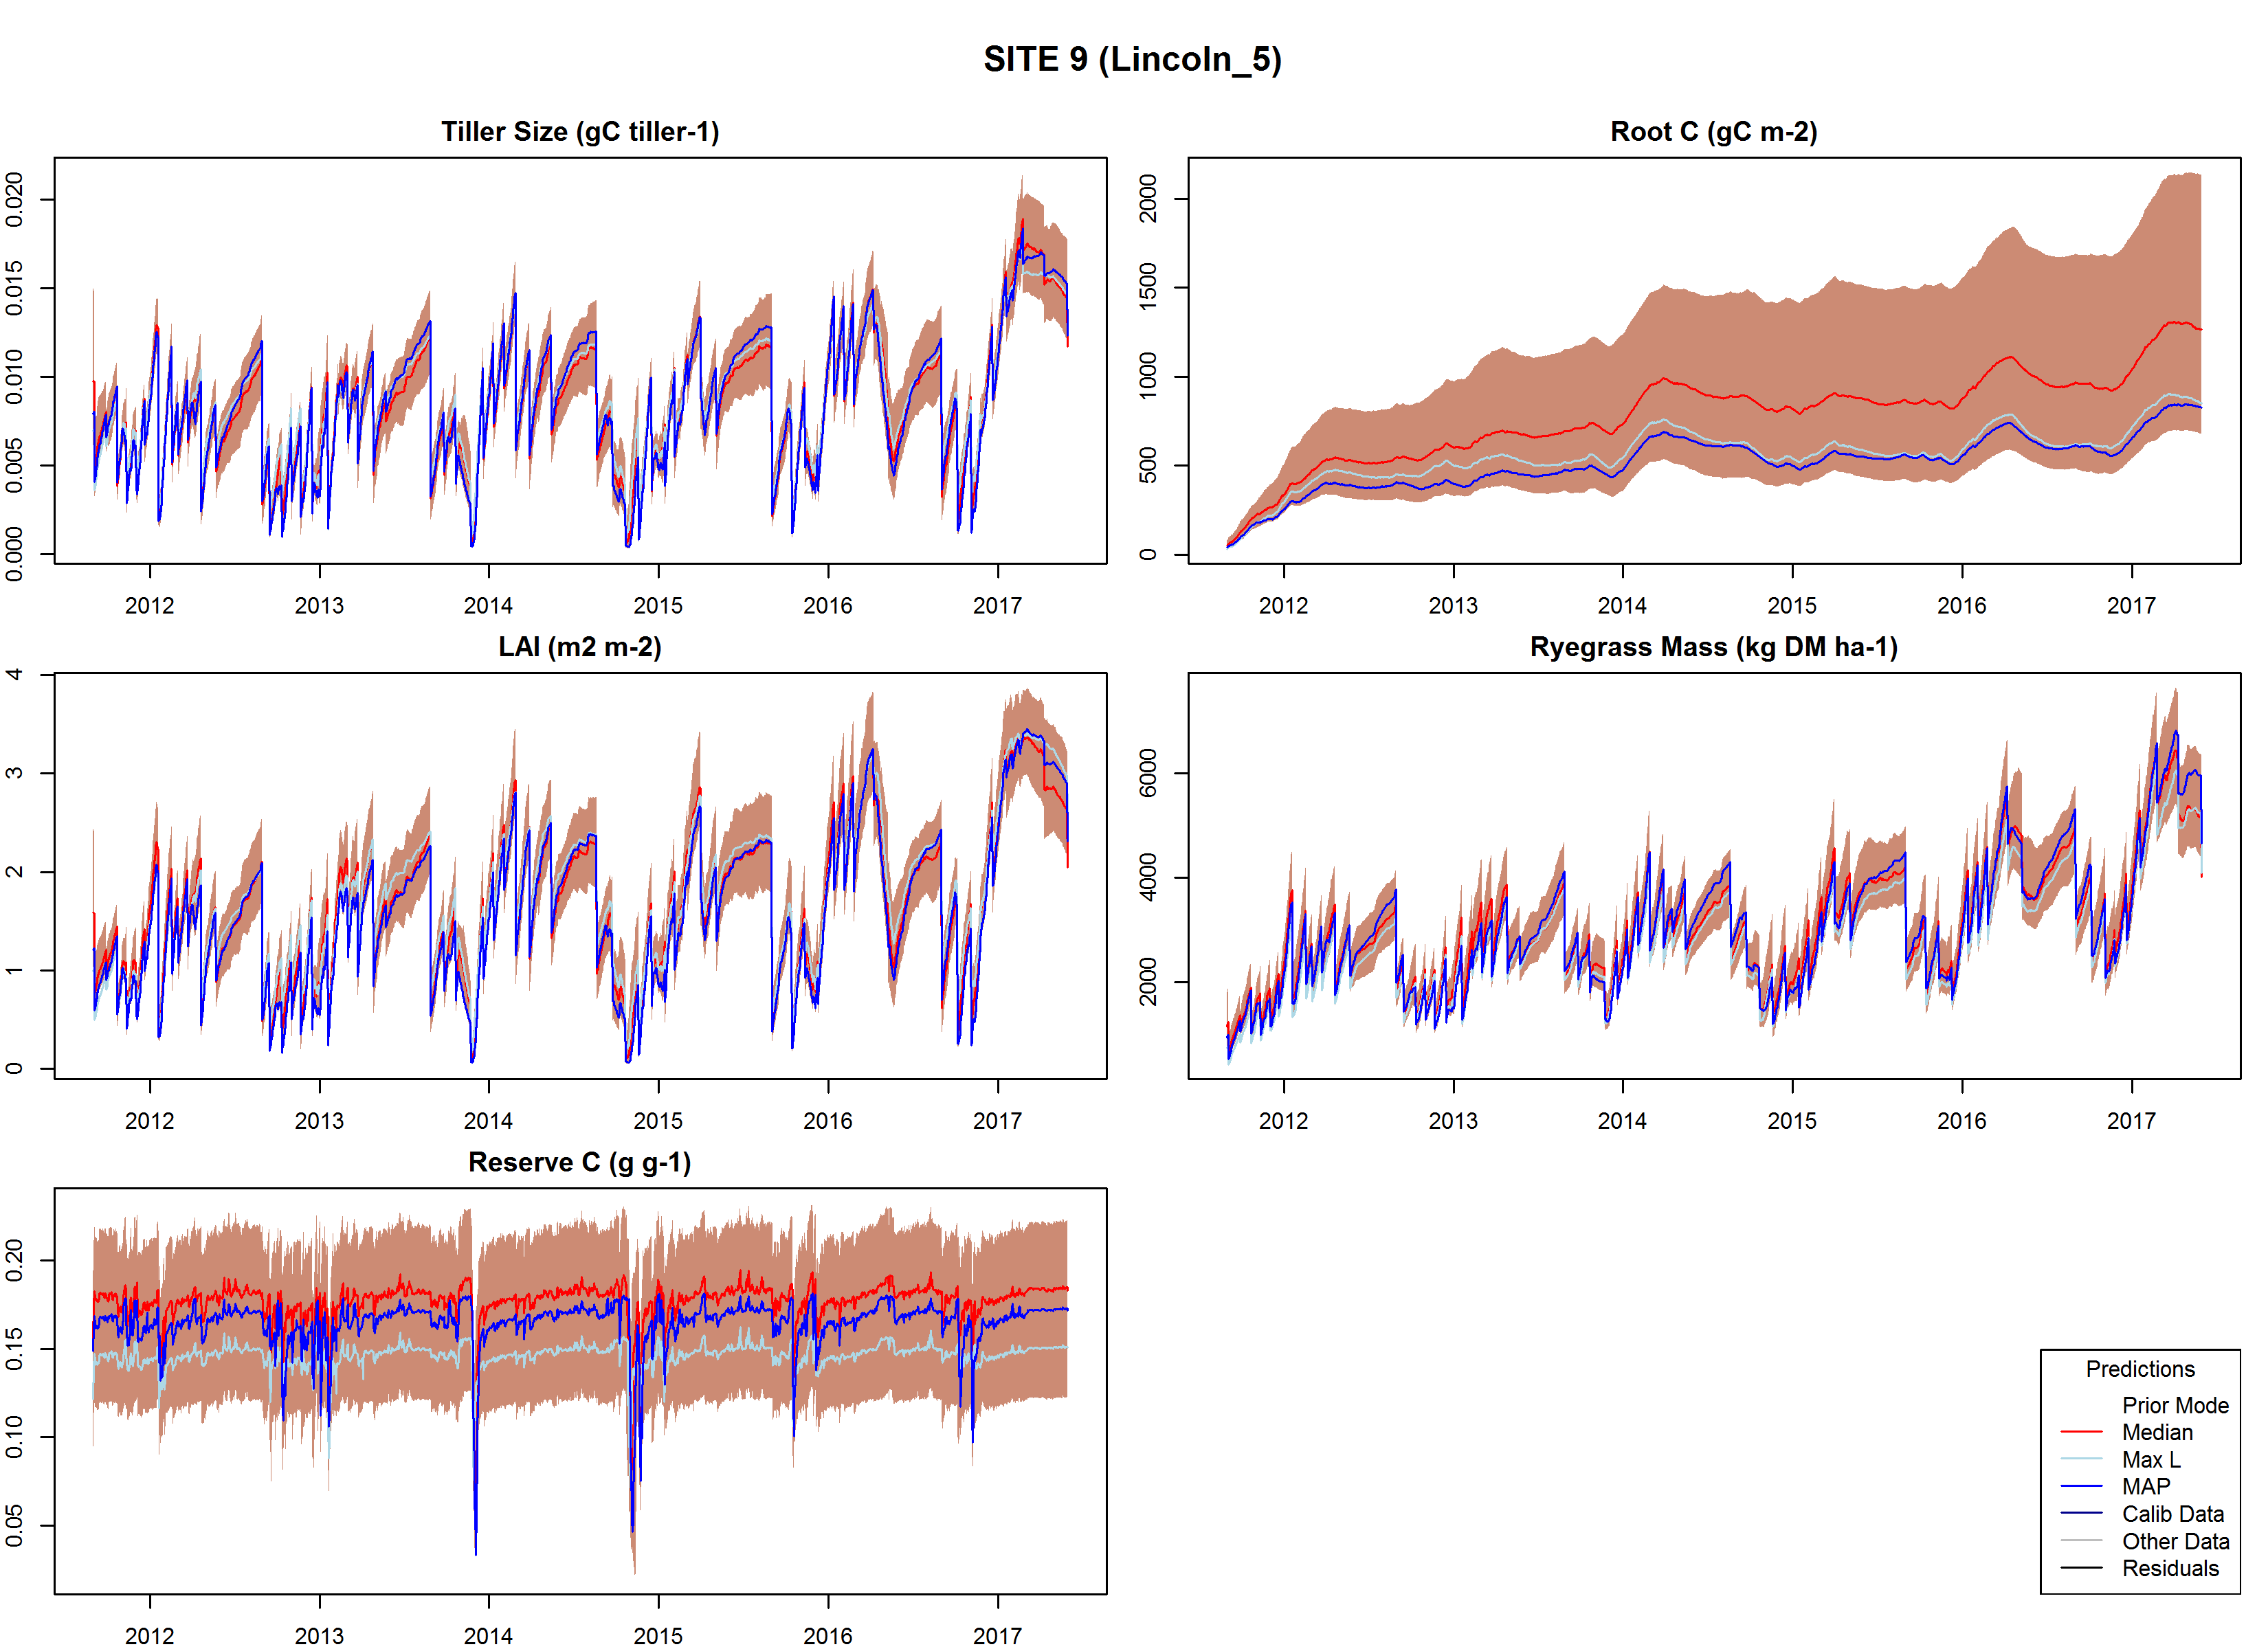 SITE 9 (Lincoln_5)
Tiller Size (gC tiller-1)
0.000 0.005 0.010 0.015 0.020
2012 2013 2014 2015 2016 2017
Root C (gC m-2)
0 500 1000 1500 2000
2012 2013 2014 2015 2016 2017
LAI (m2 m-2)
0 1 2 3 4
2012 2013 2014 2015 2016 2017
Ryegrass Mass (kg DM ha-1)
2000 4000 6000
2012 2013 2014 2015 2016 2017
Reserve C (g g-1)
0.05 0.10 0.15 0.20
2012 2013 2014 2015 2016 2017
Predictions
Prior Mode
Median
Max L
MAP
Calib Data
Other Data
Residuals